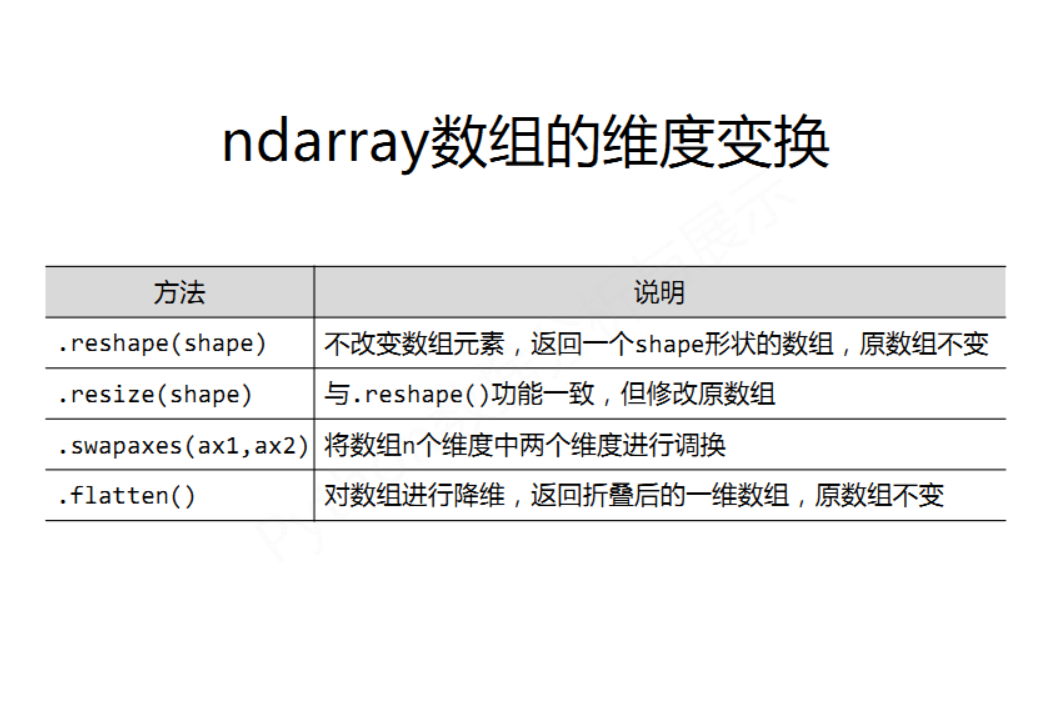 ndarray数组的维度变换
方法 说明
.reshape(shape) 不改变数组元素，返回一个shape形状的数组，原数组不变
.resize(shape) 与.reshape()功能一致，但修改原数组
.swapaxes(ax1,ax2) 将数组n个维度中两个维度进行调换
.flatten() 对数组进行降维，返回折叠后的一维数组，原数组不变